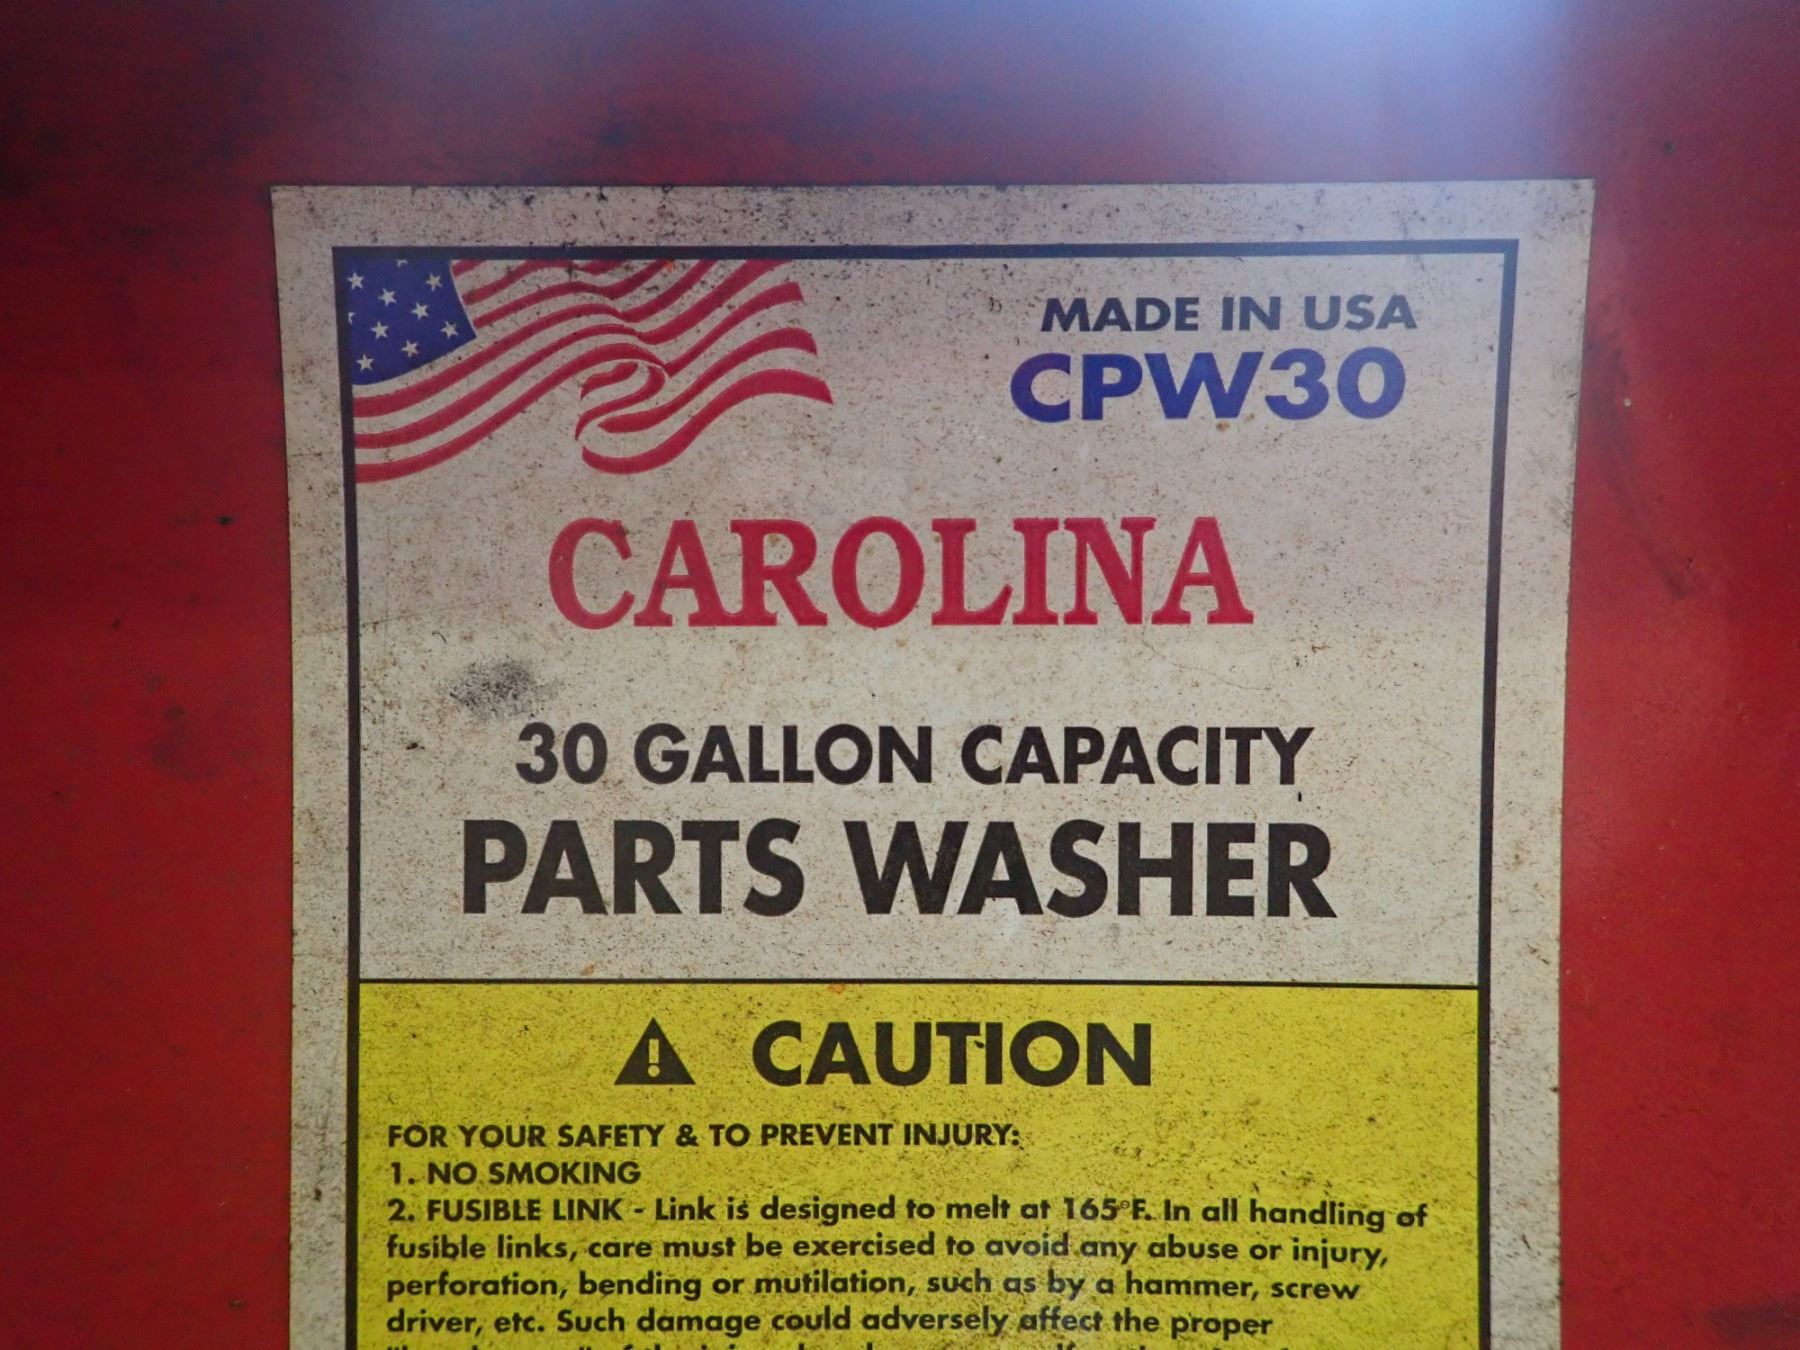 MADE IN USA
CPW30
CAROLINA
30 GALLON CAPACITY
PARTS WASHER
CAUTION
FOR YOUR SAFETY & TO PREVENT INJURY:
1. NO SMOKING
2. FUSIBLE LINK - Link is designed to melt at 165°F. In all handling of
fusible links, care must be exercised to avoid any abuse or injury,
perforation, bending or mutilation, such as by a hammer, screw
driver, etc. Such damage could adversely affect the proper